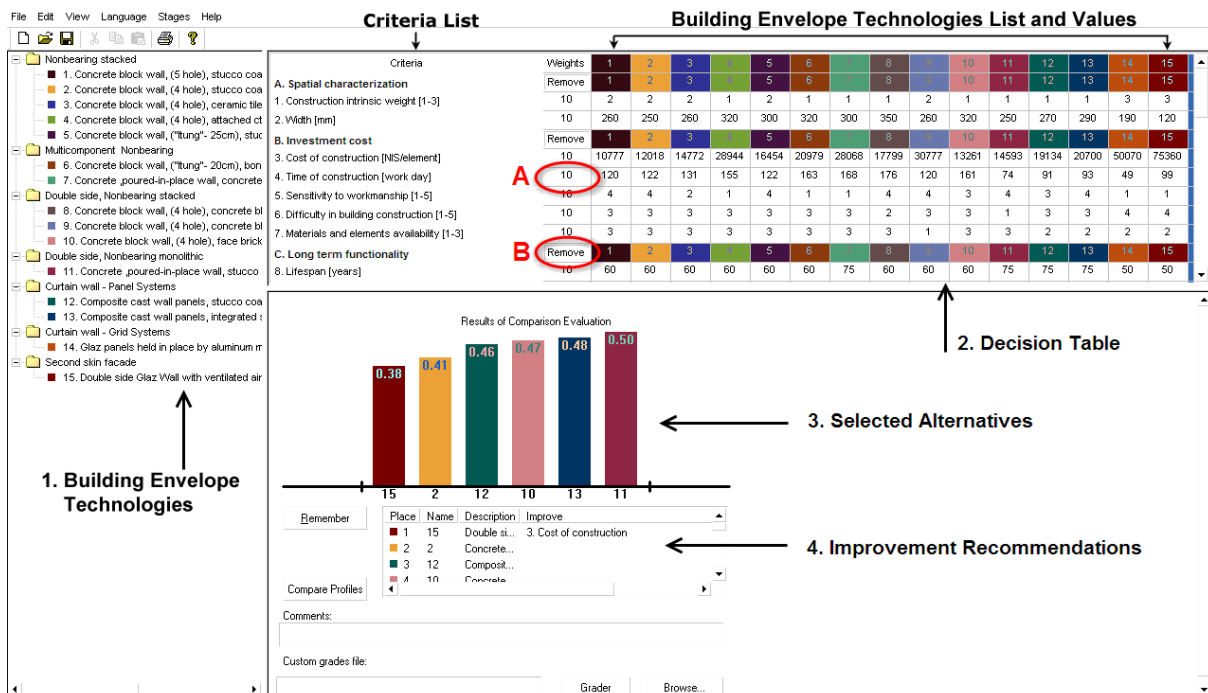 File Edit View Language Stages Help
Criteria List
Building Envelope Technologies List and Values
Nonbearing stacked
1. Concrete block wall, (5 hole), stucco coa
2. Concrete block wall, (4 hole), stucco coa
3. Concrete block wall, (4 hole), ceramic tile
4. Concrete block wall, (4 hole), attached ct
5. Concrete block wall, ("Itung"- 25cm), stuc
Multicomponent Nonbearing
6. Concrete block wall, ("Itung"- 20cm), bon
7. Concrete ,poured-in-place wall, concrete
Double side, Nonbearing stacked
8. Concrete block wall, (4 hole), concrete bl
9. Concrete block wall, (4 hole), concrete bl
10. Concrete block wall, (4 hole), face brick
Double side, Nonbearing monolithic
11. Concrete ,poured-in-place wall, stucco
Curtain wall - Panel Systems
12. Composite cast wall panels, stucco coa
13. Composite cast wall panels, integrated s
Curtain wall - Grid Systems
14. Glaz panels held in place by aluminum m
Second skin facade
15. Double side Glaz Wall with ventilated air
1. Building Envelope
Technologies
Criteria Weights 1 2 3 4 5 6 7 8 9 10 11 12 13 14 15
A. Spatial characterization Remove 1 2 3 4 5 6 7 8 9 10 11 12 13 14 15
1. Construction intrinsic weight [1-3] 10 2 2 2 1 2 1 1 1 2 1 1 1 1 3 3
2. Width [mm] 10 260 250 260 320 300 320 300 350 260 320 250 270 290 190 120
B. Investment cost Remove 1 2 3 4 5 6 7 8 9 10 11 12 13 14 15
3. Cost of construction [NIS/element] 10 10777 12018 14772 28944 16454 20979 28068 17799 30777 13261 14593 19134 20700 50070 75360
A
4. Time of construction [work day] 10 120 122 131 155 122 163 168 176 120 161 74 91 93 49 99
5. Sensitivity to workmanship [1-5] 10 4 4 2 1 4 1 1 2 4 4 3 4 3 1 1
6. Difficulty in building construction [1-5] 10 3 3 3 3 3 3 3 2 3 3 1 3 3 4 4
7. Materials and elements availability [1-3] 10 3 3 3 3 3 3 3 3 1 3 3 2 2 2 2
B
C. Long term functionality Remove 1 2 3 4 5 6 7 8 9 10 11 12 13 14 15
8. Lifespan [years] 10 60 60 60 60 60 60 75 60 60 60 75 75 75 50 50
2. Decision Table
Results of Comparison Evaluation
0.38 0.41 0.46 0.47 0.48 0.50
15 2 12 10 13 11
3. Selected Alternatives
Remember
Place Name Description Improve
1 15 Double si... 3. Cost of construction
2 2 Concrete...
3 12 Composit...
4 10 Concrete
4. Improvement Recommendations
Compare Profiles
Comments:
Custom grades file:
Grader Browse...